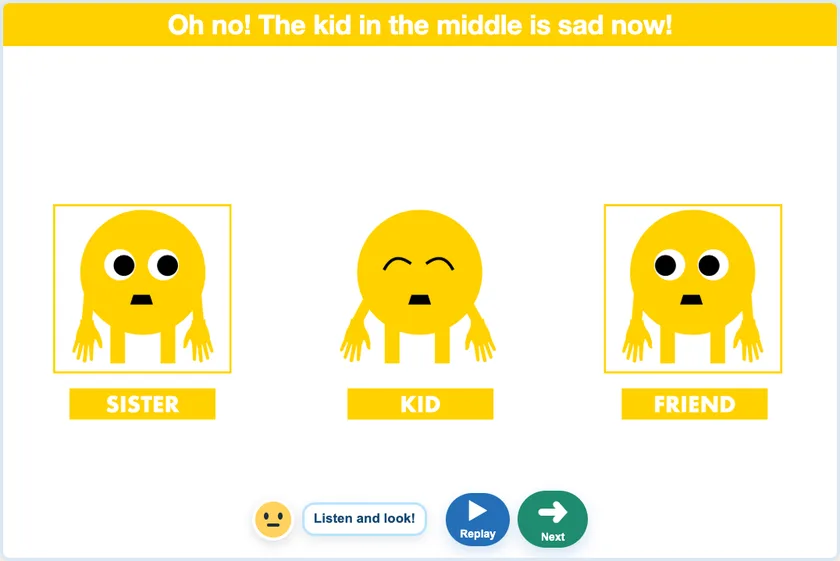 Oh no! The kid in the middle is sad now!
SISTER
KID
FRIEND
Listen and look!
Replay
Next